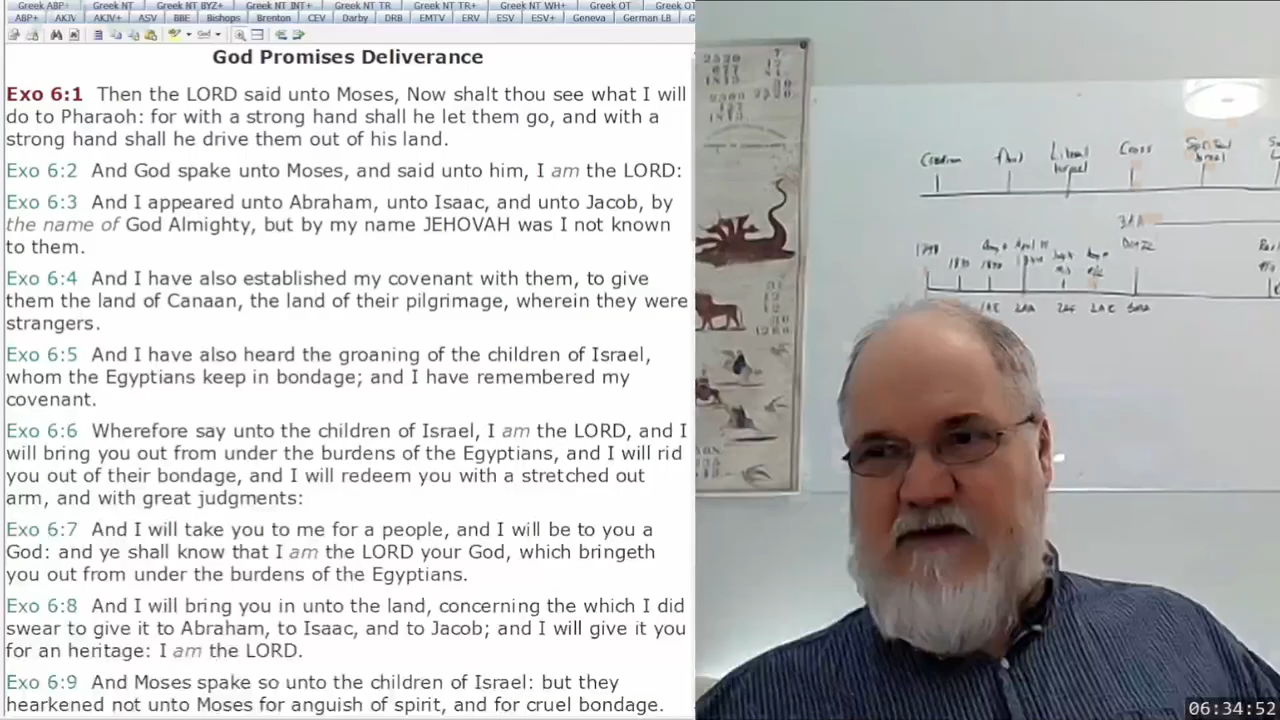 Greek ABP+ Greek NT Greek NT BYZ+ Greek NT INT+ Greek NT TR Greek NT TR+ Greek NT WH+ Greek OT Greek OT
ABP+ AKJV AKJV+ ASV BBE Bishops Brenton CEV Darby DRB EMTV ERV ESV ESV+ Geneva German LB
God Promises Deliverance
Exo 6:1 Then the LORD said unto Moses, Now shalt thou see what I will
do to Pharaoh: for with a strong hand shall he let them go, and with a
strong hand shall he drive them out of his land.
Exo 6:2 And God spake unto Moses, and said unto him, I am the LORD:
Exo 6:3 And I appeared unto Abraham, unto Isaac, and unto Jacob, by
the name of God Almighty, but by my name JEHOVAH was I not known
to them.
Exo 6:4 And I have also established my covenant with them, to give
them the land of Canaan, the land of their pilgrimage, wherein they were
strangers.
Exo 6:5 And I have also heard the groaning of the children of Israel,
whom the Egyptians keep in bondage; and I have remembered my
covenant.
Exo 6:6 Wherefore say unto the children of Israel, I am the LORD, and I
will bring you out from under the burdens of the Egyptians, and I will rid
you out of their bondage, and I will redeem you with a stretched out
arm, and with great judgments:
Exo 6:7 And I will take you to me for a people, and I will be to you a
God: and ye shall know that I am the LORD your God, which bringeth
you out from under the burdens of the Egyptians.
Exo 6:8 And I will bring you in unto the land, concerning the which I did
swear to give it to Abraham, to Isaac, and to Jacob; and I will give it you
for an heritage: I am the LORD.
Exo 6:9 And Moses spake so unto the children of Israel: but they
hearkened not unto Moses for anguish of spirit, and for cruel bondage.
2520
Creation Flood Literal Cross
Israel
1798
1260
06:34:52